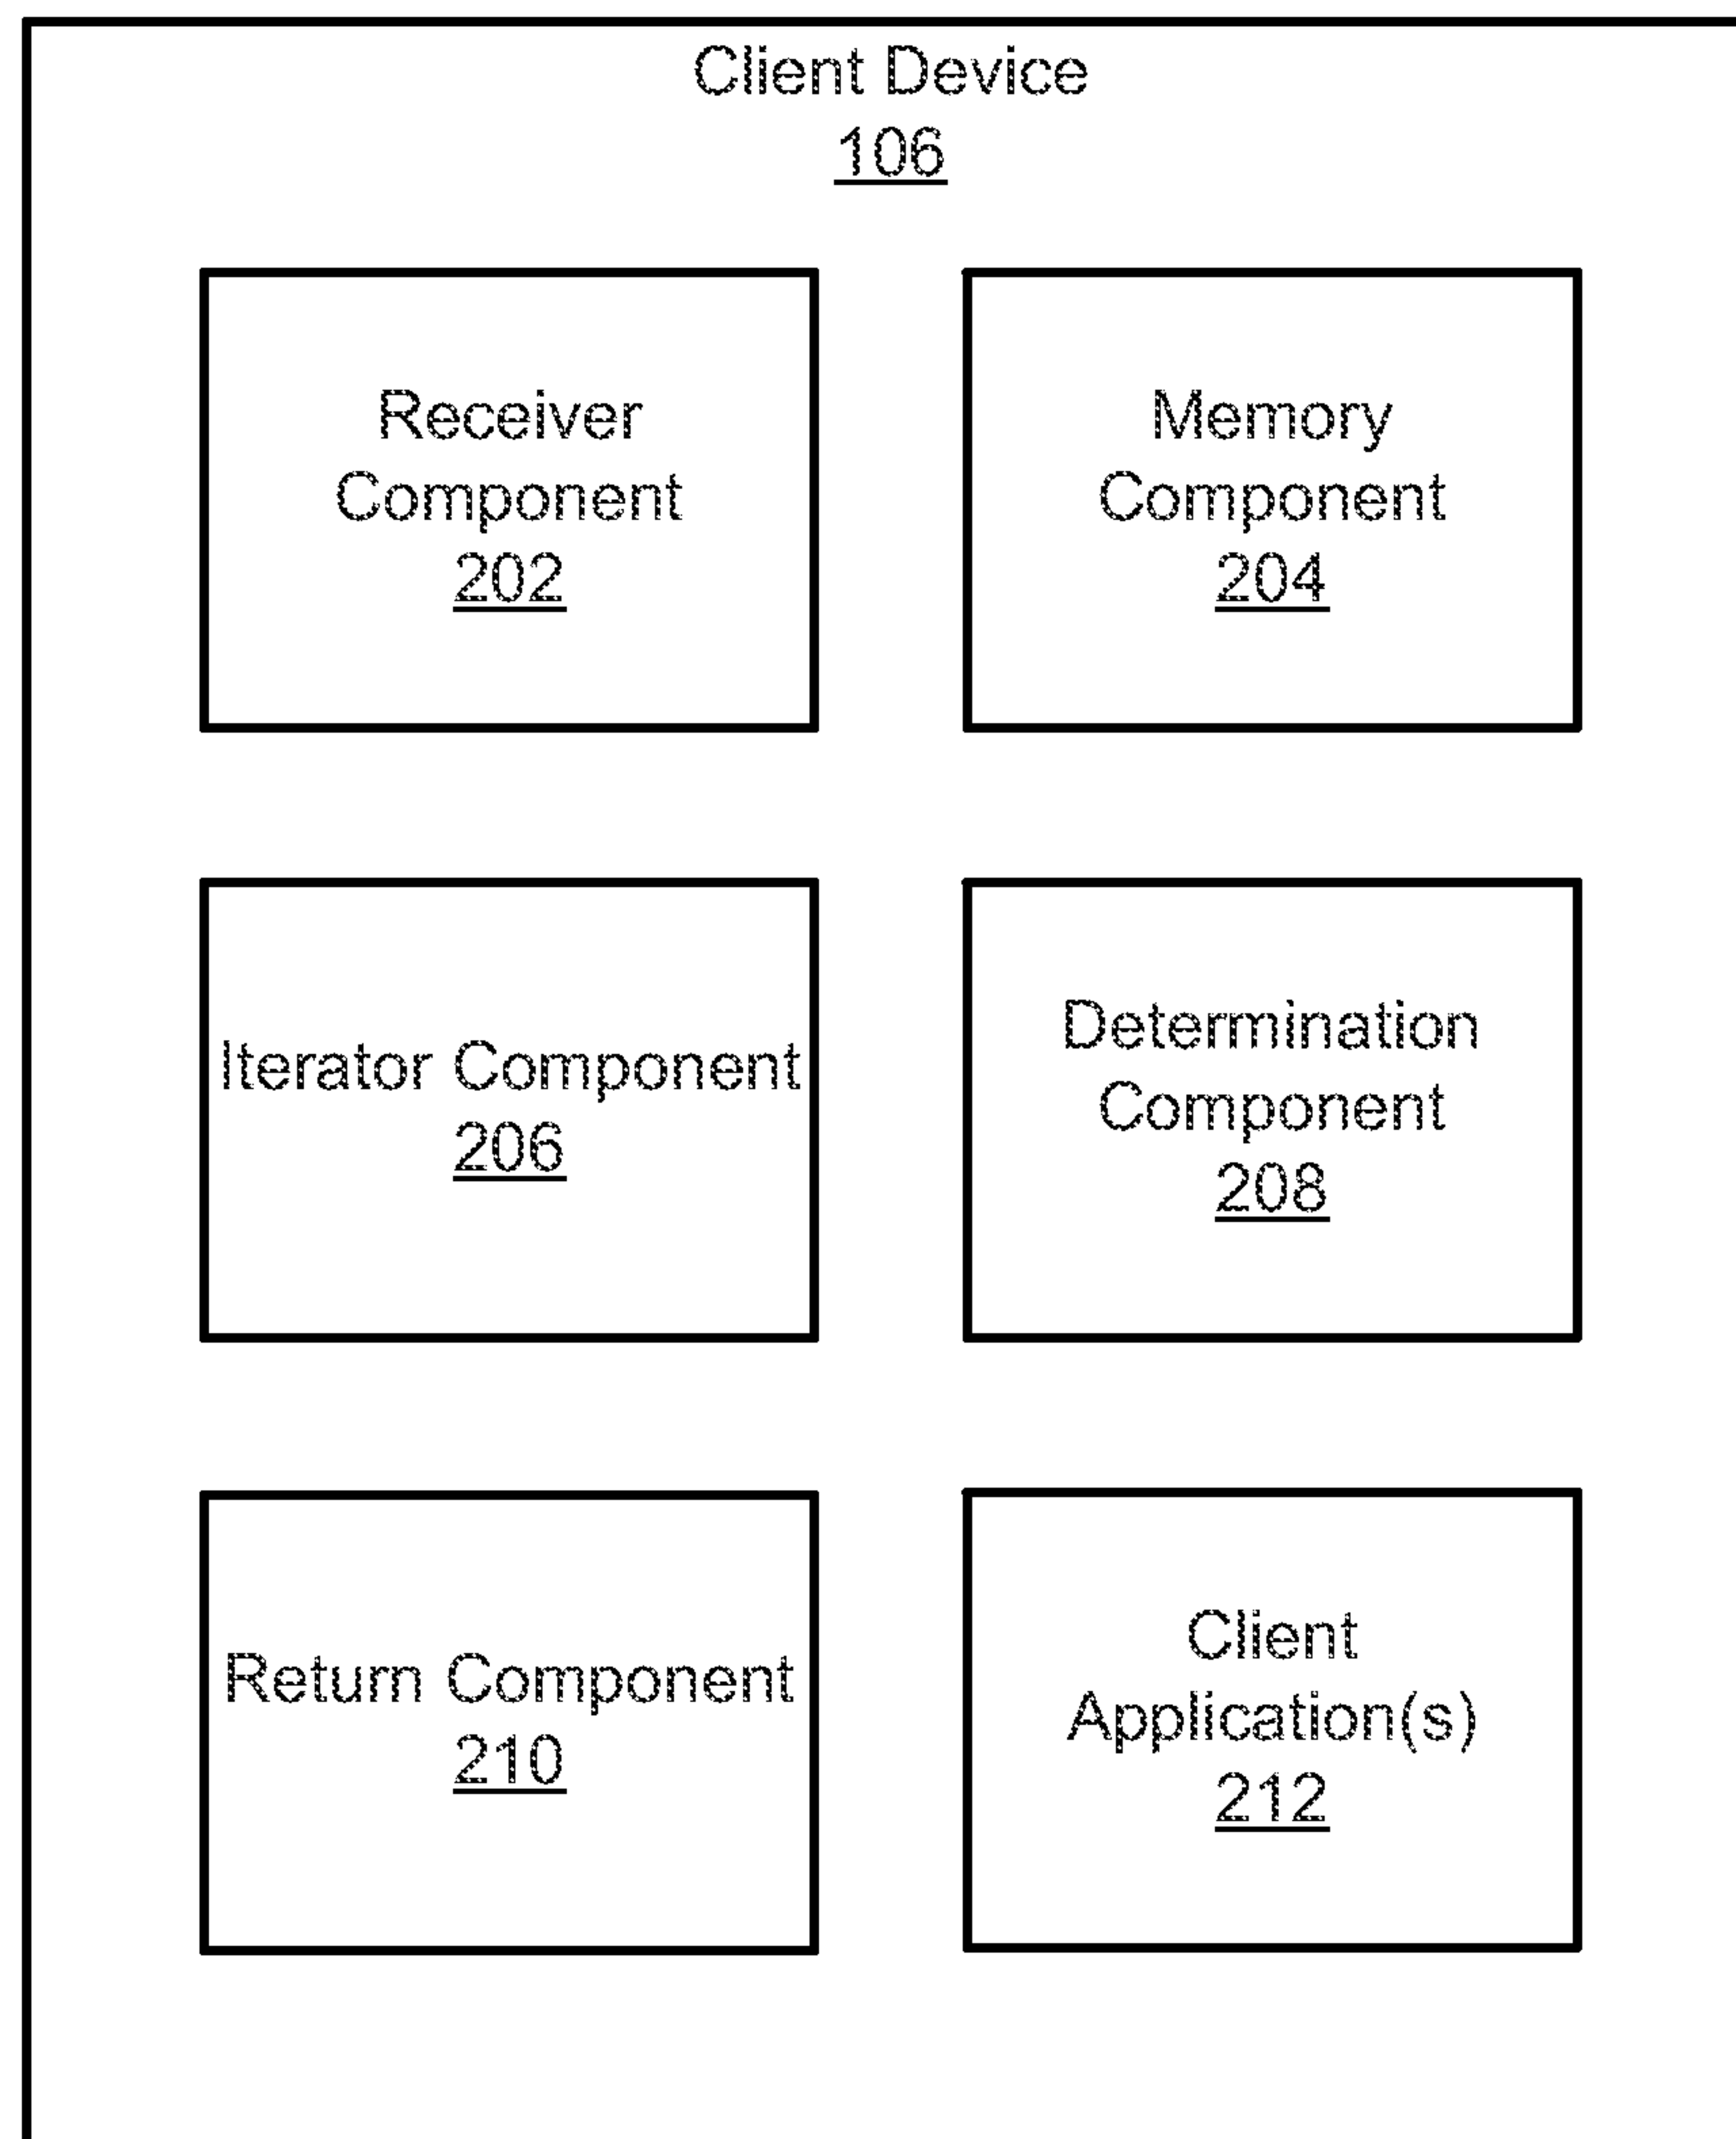 Client Device
106
Receiver
Component
202
Memory
Component
204
Iterator Component
206
Determination
Component
208
Return Component
210
Client
Application(s)
212